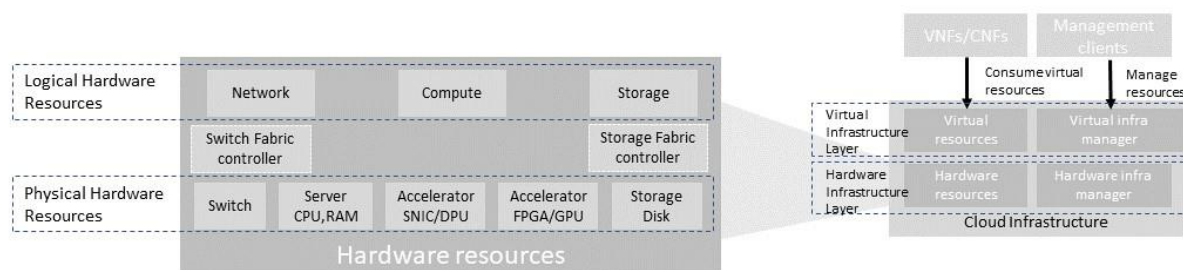 Logical Hardware
Resources
Network
Compute
Storage
Switch Fabric
controller
Storage Fabric
controller
Physical Hardware
Resources
Switch
Server
CPU,RAM
Accelerator
SNIC/DPU
Accelerator
FPGA/GPU
Storage
Disk
Hardware resources
VNFs/CNFs
Management
clients
Consume virtual
resources
Manage
resources
Virtual
Infrastructure
Layer
Virtual
resources
Virtual infra
manager
Hardware
Infrastructure
Layer
Hardware
resources
Hardware infra
manager
Cloud Infrastructure